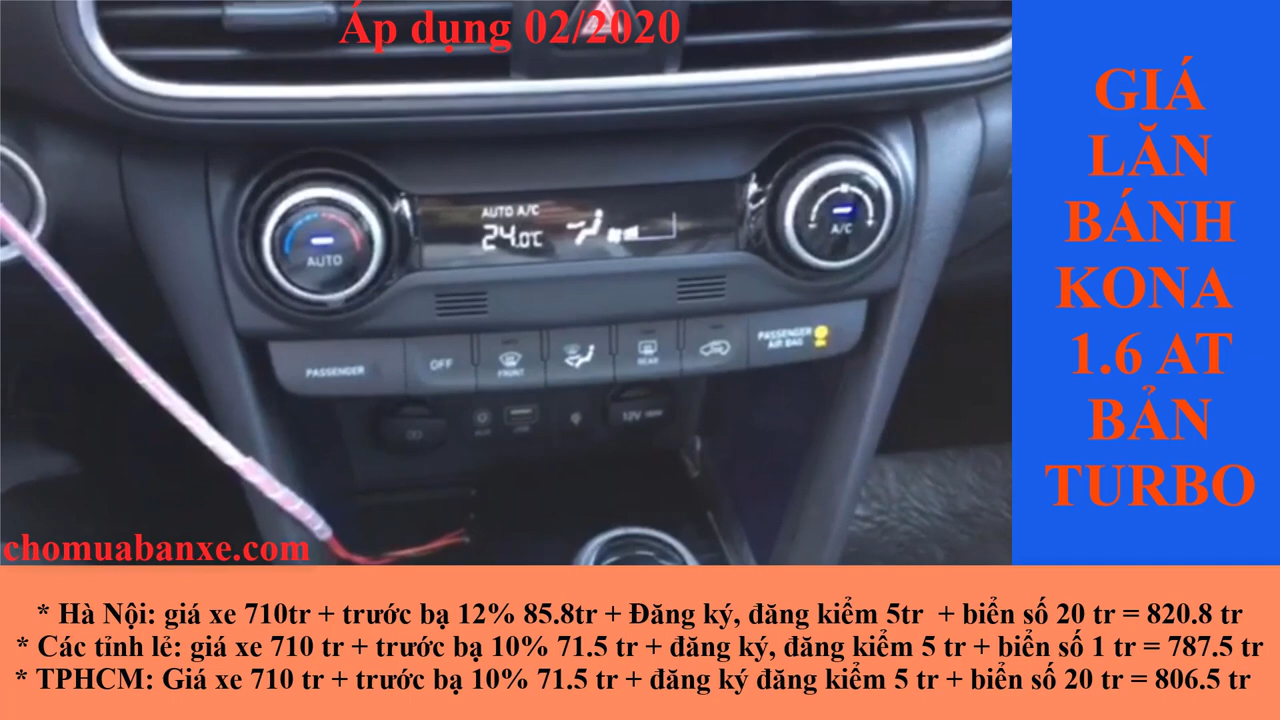 Áp dụng 02/2020
GIÁ
LĂN
BÁNH
KONA
1.6 AT
BẢN
TURBO
AUTO A/C
24.0°C
AUTO
A/C
PASSENGER
OFF
FRONT
REAR
PASSENGER
AIR BAG
12V
chomuabanxe.com
* Hà Nội: giá xe 710tr + trước bạ 12% 85.8tr + Đăng ký, đăng kiểm 5tr + biển số 20 tr = 820.8 tr
* Các tỉnh lẻ: giá xe 710 tr + trước bạ 10% 71.5 tr + đăng ký, đăng kiểm 5 tr + biển số 1 tr = 787.5 tr
* TPHCM: Giá xe 710 tr + trước bạ 10% 71.5 tr + đăng ký đăng kiểm 5 tr + biển số 20 tr = 806.5 tr